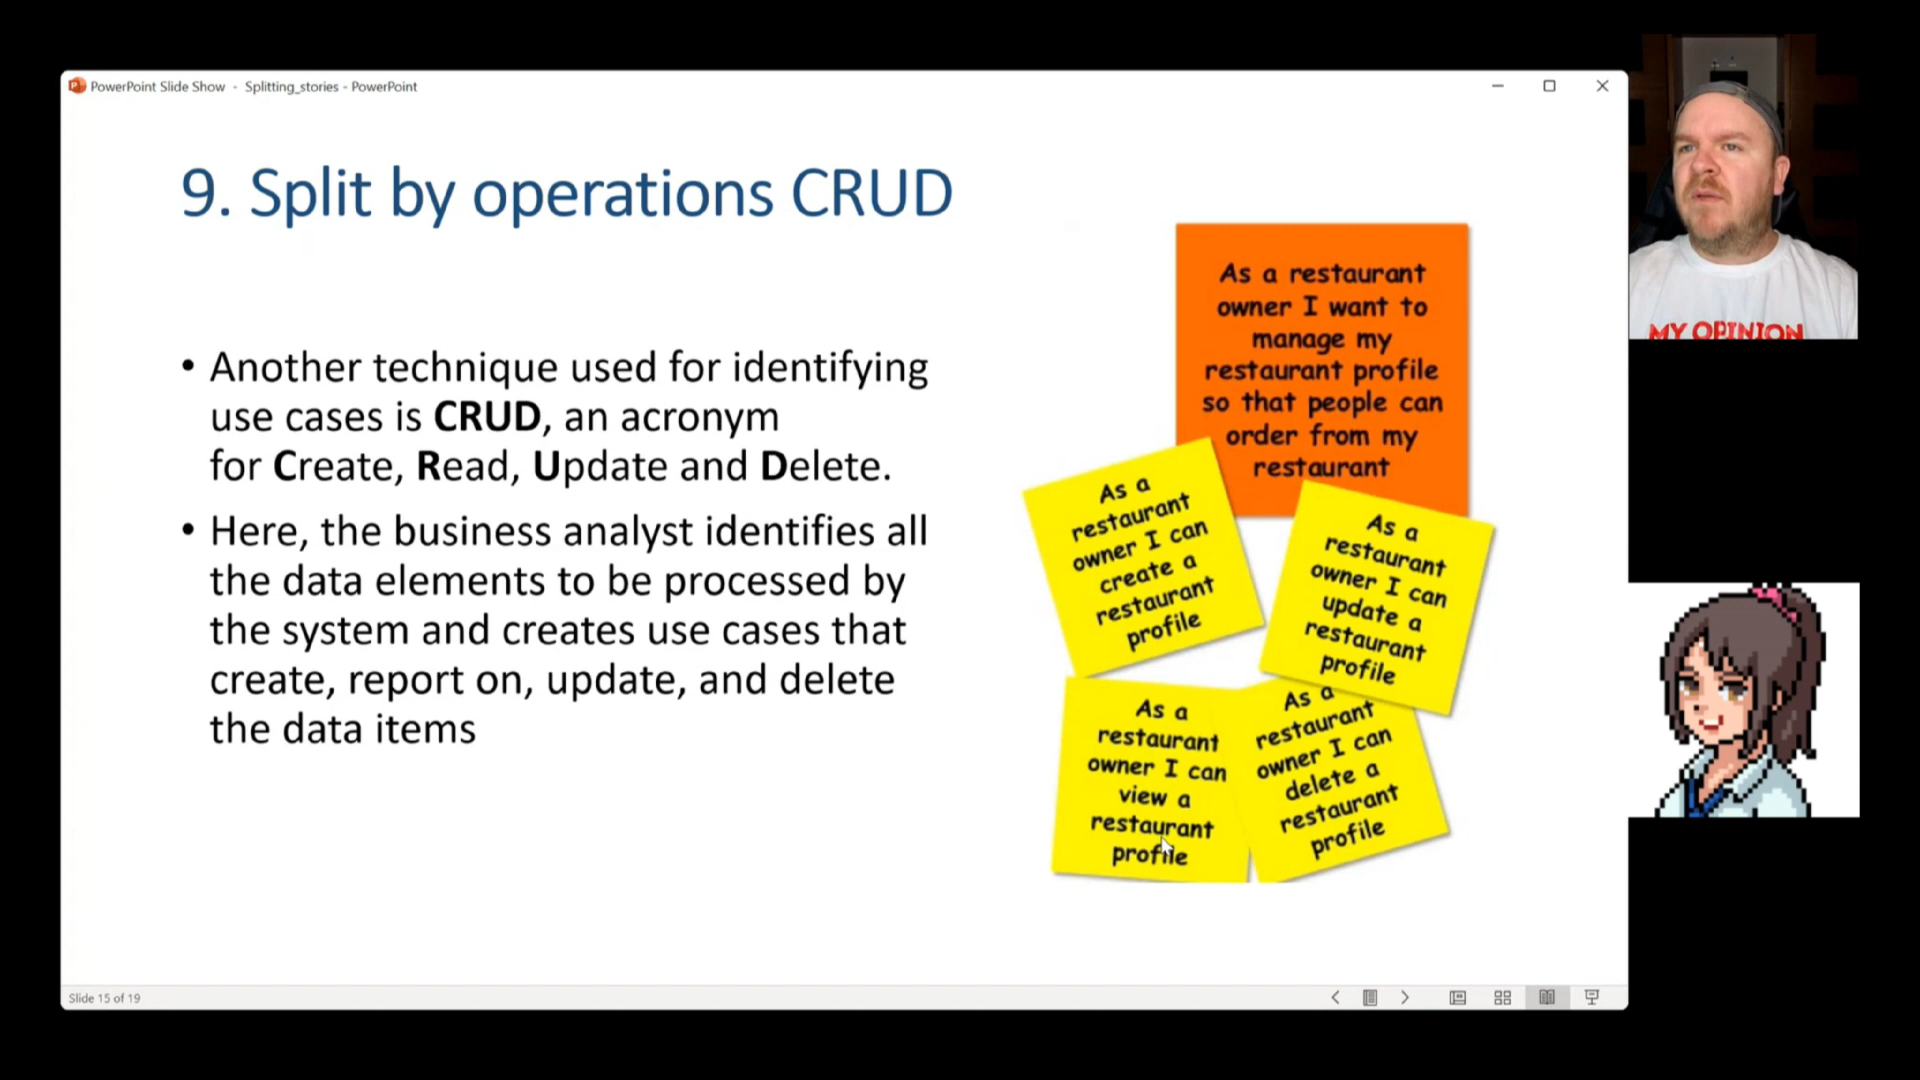 PowerPoint Slide Show - Splitting_stories - PowerPoint
9. Split by operations CRUD
• Another technique used for identifying
use cases is CRUD, an acronym
for Create, Read, Update and Delete.
• Here, the business analyst identifies all
the data elements to be processed by
the system and creates use cases that
create, report on, update, and delete
the data items
As a restaurant
owner I want to
manage my
restaurant profile
so that people can
order from my
restaurant
As a
restaurant
owner I can
create a
restaurant
profile
As a
restaurant
owner I can
update a
restaurant
profile
As a
restaurant
owner I can
view a
restaurant
profile
As a
restaurant
owner I can
delete a
restaurant
profile
MY OPINION
Slide 15 of 19